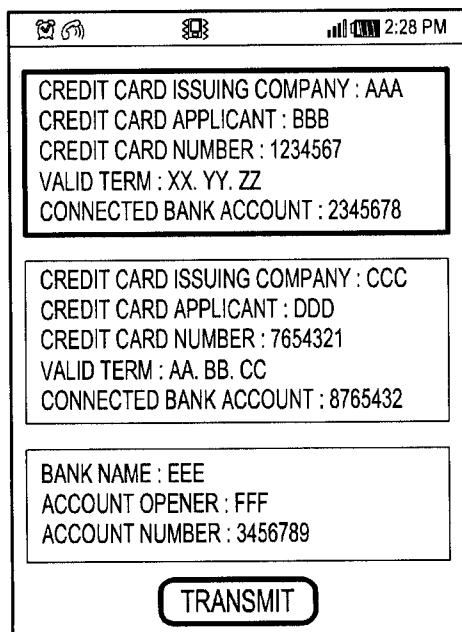 2:28 PM
CREDIT CARD ISSUING COMPANY : AAA
CREDIT CARD APPLICANT : BBB
CREDIT CARD NUMBER : 1234567
VALID TERM : XX. YY. ZZ
CONNECTED BANK ACCOUNT : 2345678
CREDIT CARD ISSUING COMPANY : CCC
CREDIT CARD APPLICANT : DDD
CREDIT CARD NUMBER : 7654321
VALID TERM : AA. BB. CC
CONNECTED BANK ACCOUNT : 8765432
BANK NAME : EEE
ACCOUNT OPENER : FFF
ACCOUNT NUMBER : 3456789
TRANSMIT